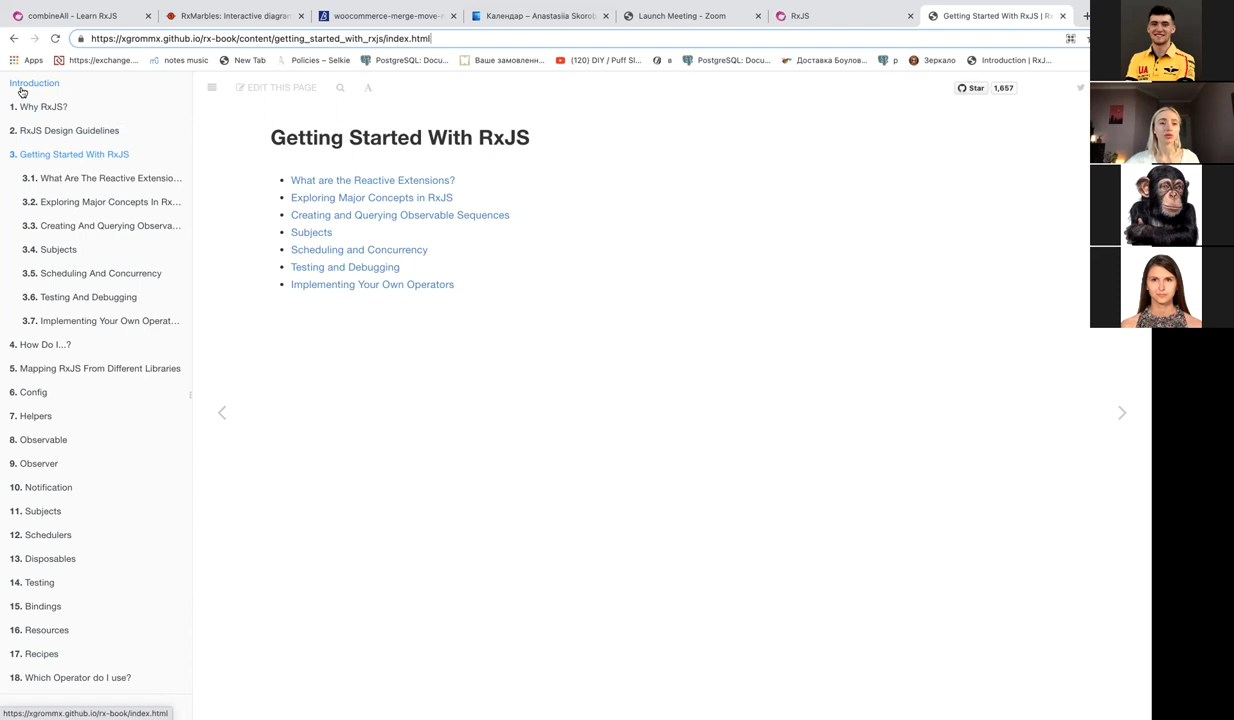 combineAll - Learn RxJS
RxMarbles: Interactive diagram
woocommerce-merge-move-r
Календар – Anastasiia Skorob
Launch Meeting - Zoom
RxJS
Getting Started With RxJS | Rx
https://xgrommx.github.io/rx-book/content/getting_started_with_rxjs/index.html
Apps
https://exchange....
notes music
New Tab
Policies – Selkie
PostgreSQL: Docu...
Ваше замовленн...
(120) DIY / Puff Sl...
в
PostgreSQL: Docu...
Доставка Боулов...
р
Зеркало
Introduction | RxJ...
Introduction
1. Why RxJS?
2. RxJS Design Guidelines
3. Getting Started With RxJS
3.1. What Are The Reactive Extensio...
3.2. Exploring Major Concepts In Rx...
3.3. Creating And Querying Observa...
3.4. Subjects
3.5. Scheduling And Concurrency
3.6. Testing And Debugging
3.7. Implementing Your Own Operat...
4. How Do I...?
5. Mapping RxJS From Different Libraries
6. Config
7. Helpers
8. Observable
9. Observer
10. Notification
11. Subjects
12. Schedulers
13. Disposables
14. Testing
15. Bindings
16. Resources
17. Recipes
18. Which Operator do I use?
https://xgrommx.github.io/rx-book/index.html
EDIT THIS PAGE
A
Star
1,657
Getting Started With RxJS
What are the Reactive Extensions?
Exploring Major Concepts in RxJS
Creating and Querying Observable Sequences
Subjects
Scheduling and Concurrency
Testing and Debugging
Implementing Your Own Operators
UA